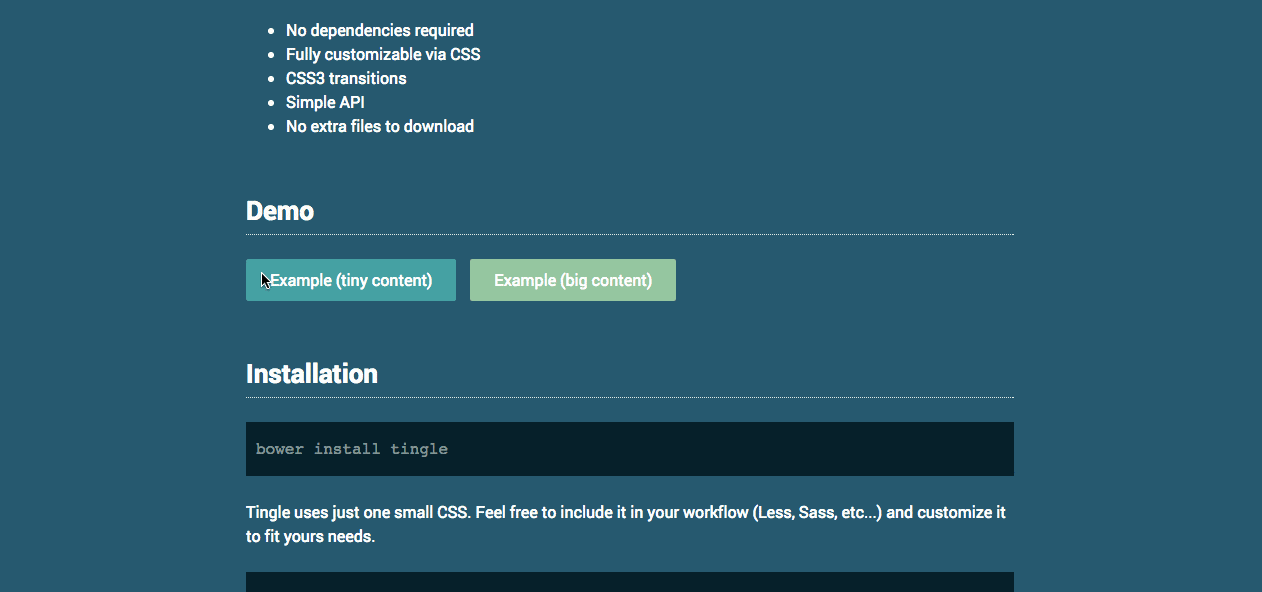 No dependencies required
Fully customizable via CSS
CSS3 transitions
Simple API
No extra files to download
Demo
Example (tiny content) Example (big content)
Installation
bower install tingle
Tingle uses just one small CSS. Feel free to include it in your workflow (Less, Sass, etc...) and customize it
to fit yours needs.